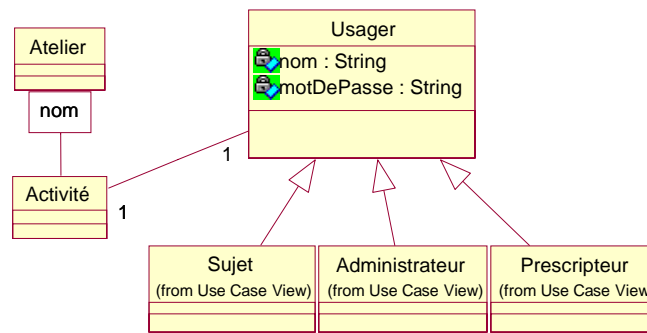 Usager
Atelier
nom : String
motDePasse : String
nom
1
Activité
1
Sujet
(from Use Case View)
Administrateur
(from Use Case View)
Prescripteur
(from Use Case View